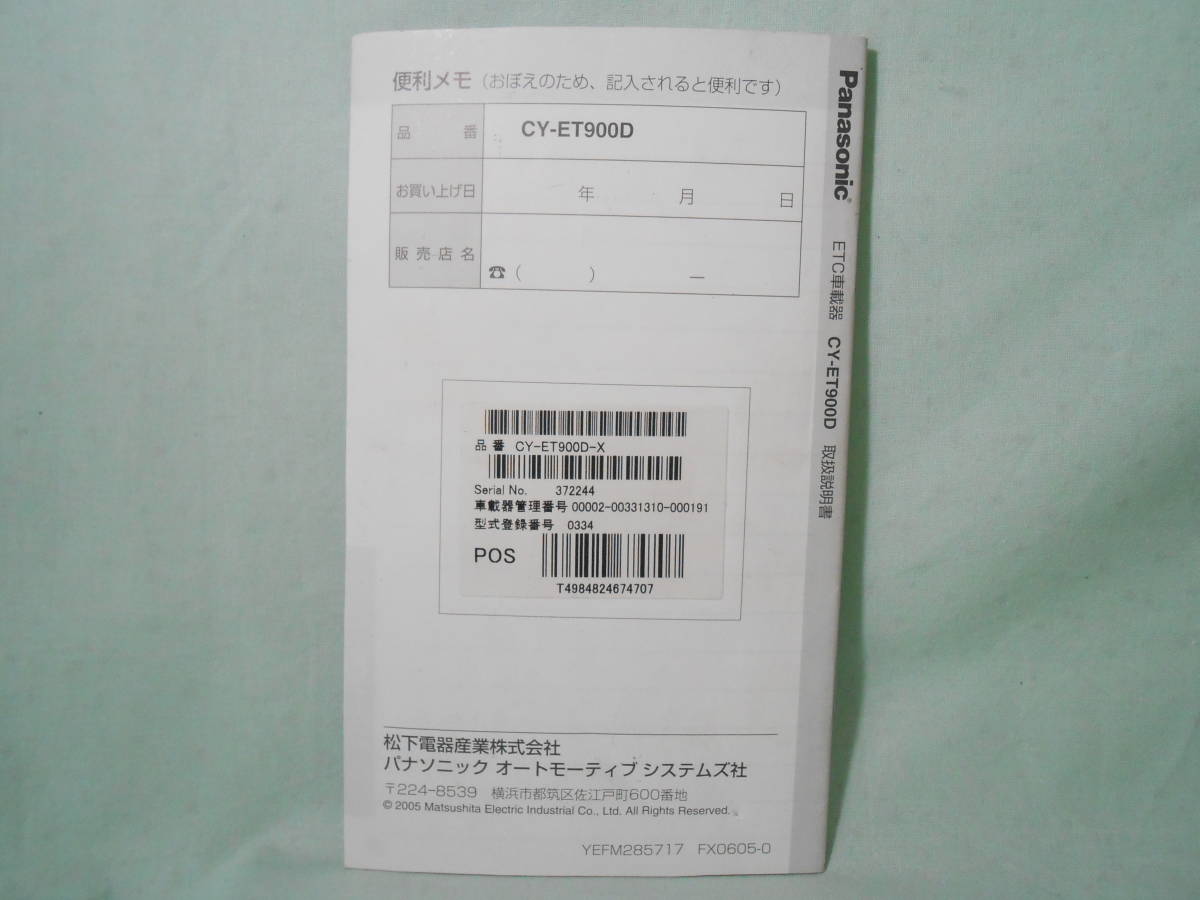 便利メモ（おぼえのため、記入されると便利です）
品番 CY-ET900D
お買い上げ日 年 月 日
販売店名 ☎（ ） ―
品番 CY-ET900D-X
Serial No. 372244
車載器管理番号 00002-00331310-000191
型式登録番号 0334
POS
T4984824674707
松下電器産業株式会社
パナソニック オートモーティブ システムズ社
〒224-8539 横浜市都筑区佐江戸町600番地
© 2005 Matsushita Electric Industrial Co., Ltd. All Rights Reserved.
YEFM285717 FX0605-0
Panasonic ETC車載器 CY-ET900D 取扱説明書